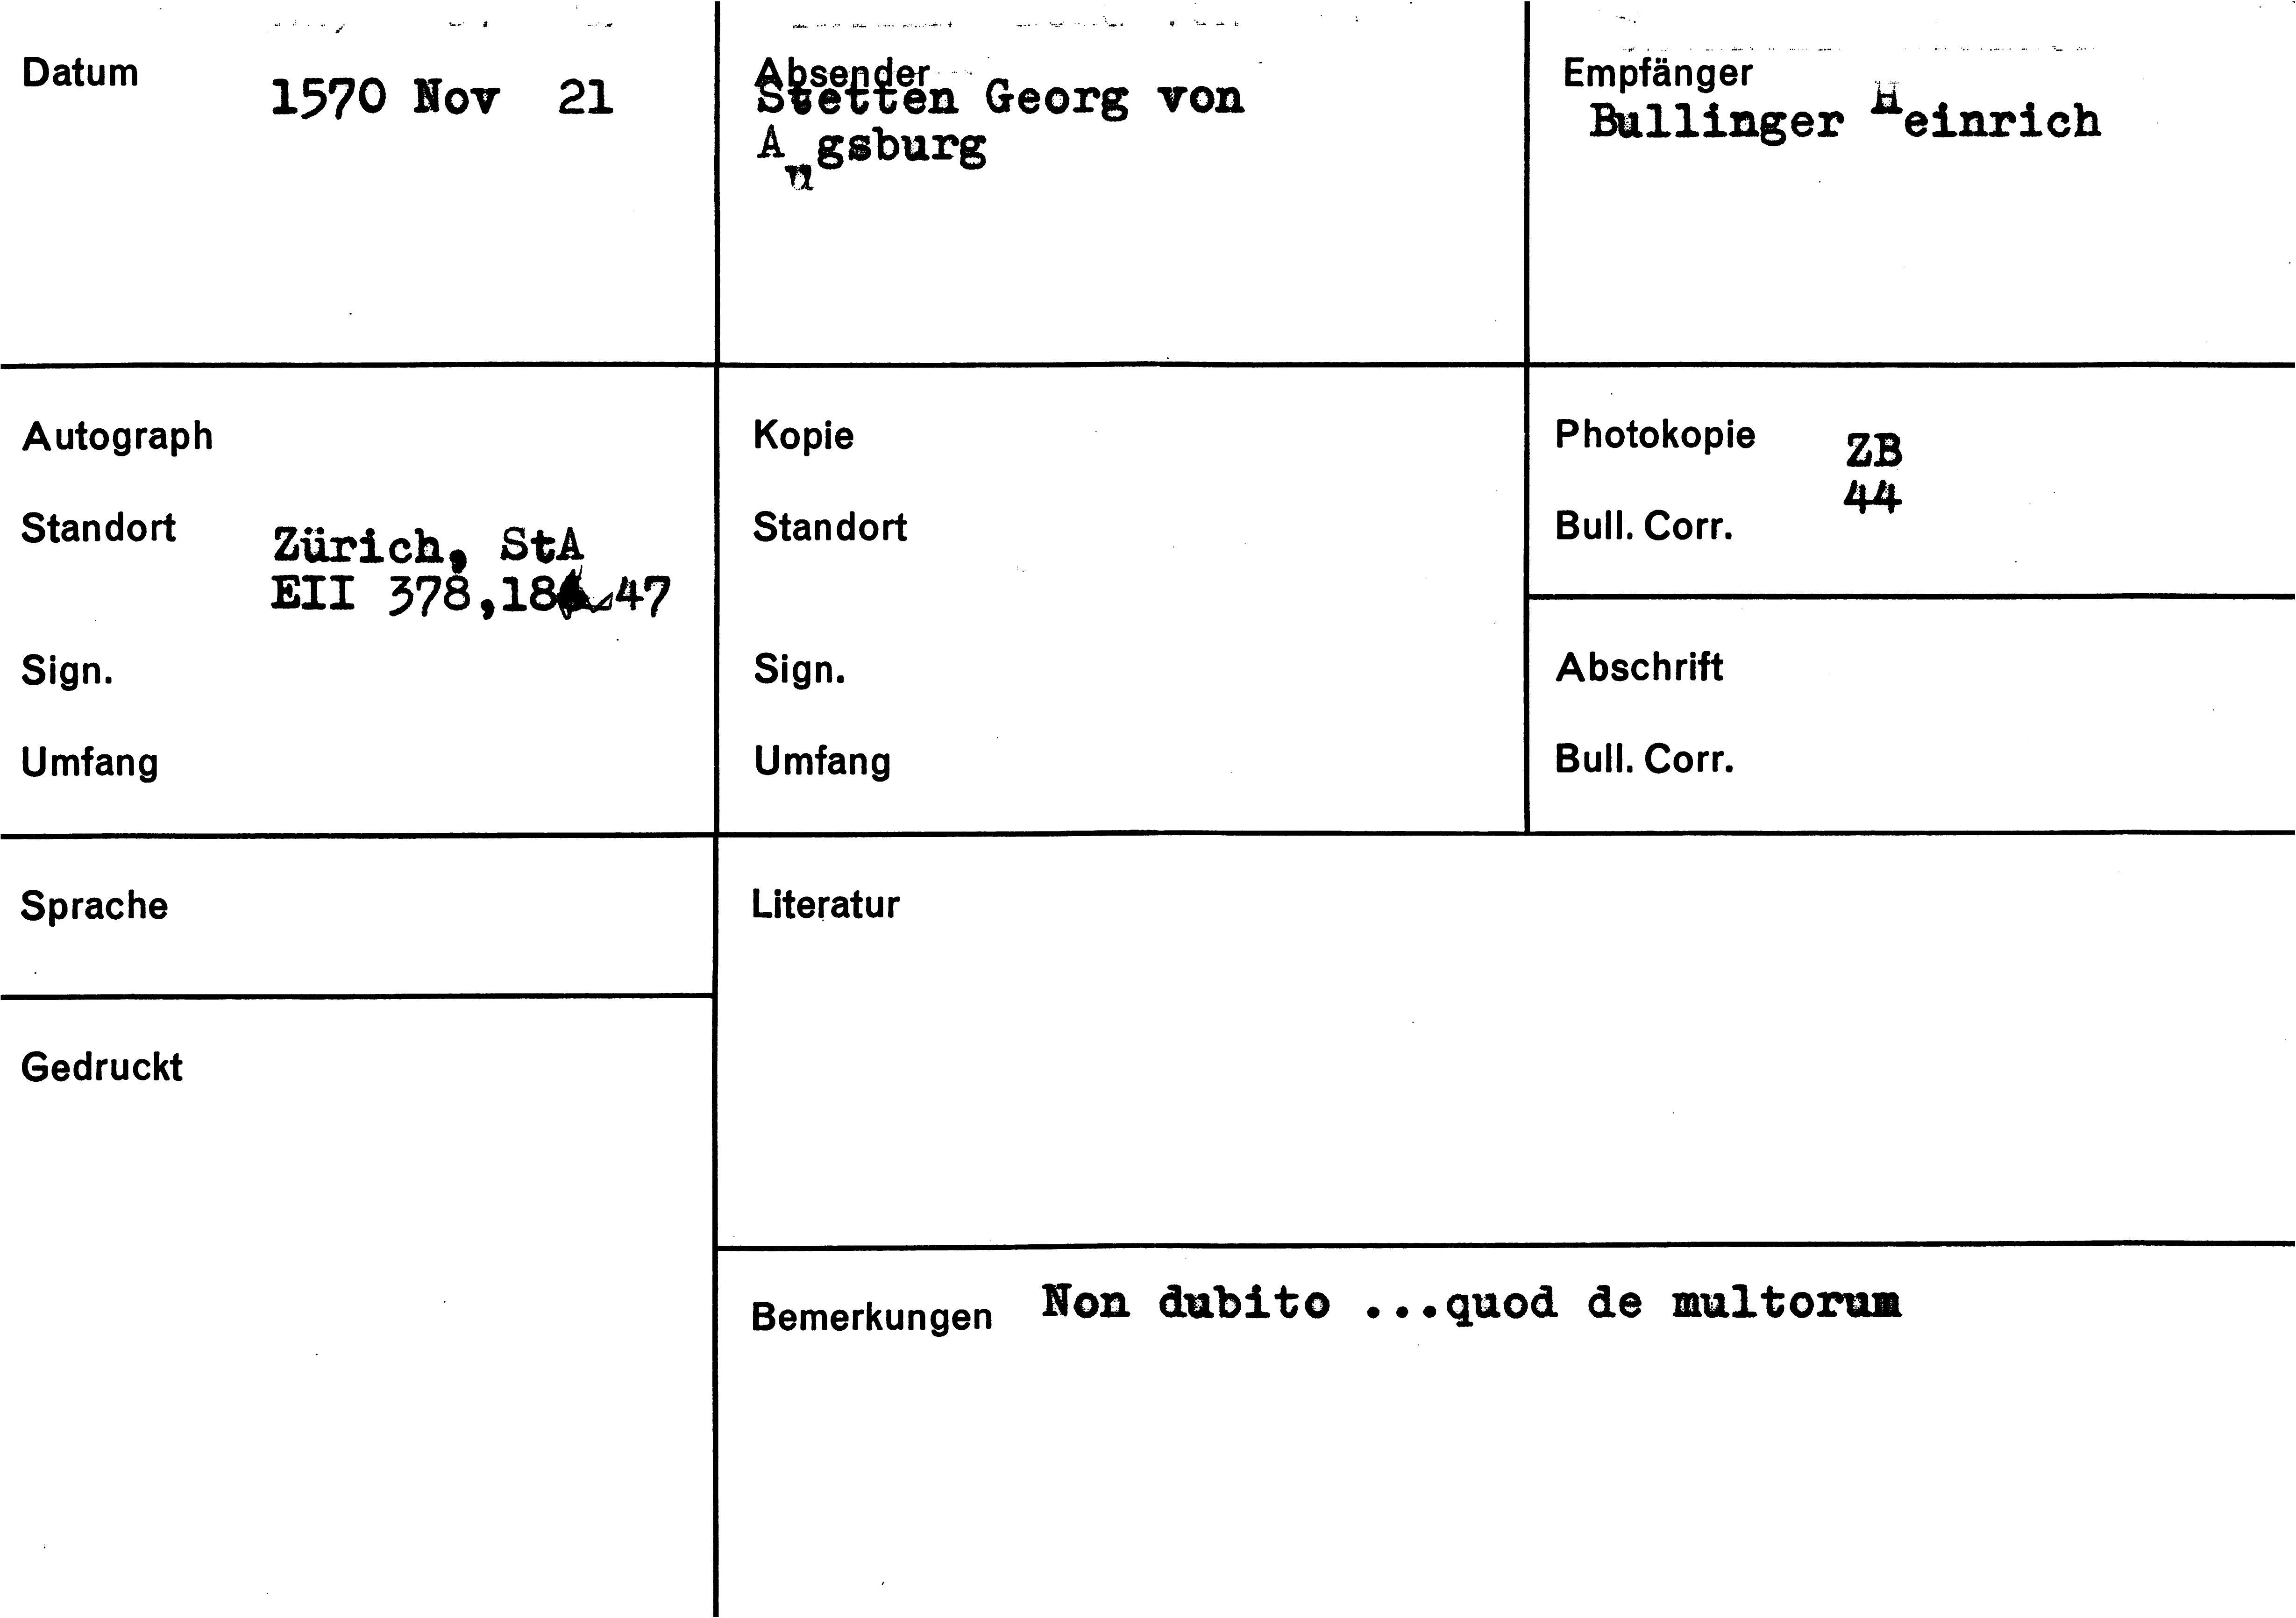 Datum
1570 Nov 21
Absender
Stetten Georg von
Augsburg
Empfänger
Bullinger Heinrich
Autograph
Standort
Zürich, StA
EII 378,18 47
Sign.
Umfang
Kopie
Standort
Sign.
Umfang
Photokopie ZB
44
Bull. Corr.
Abschrift
Bull. Corr.
Sprache
Literatur
Gedruckt
Bemerkungen Non dubito ...quod de multorum